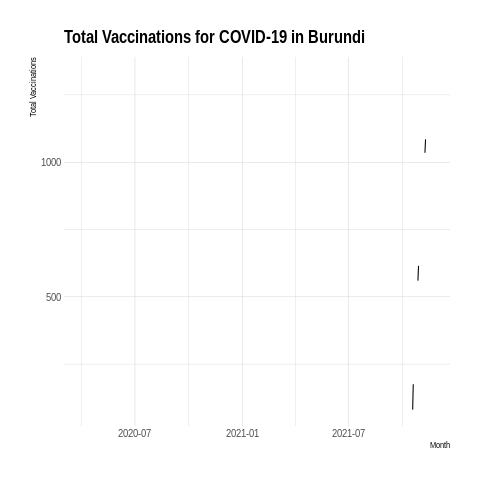 Total Vaccinations for COVID-19 in Burundi
Total Vaccinations
1000
500
2020-07 2021-01 2021-07
Month